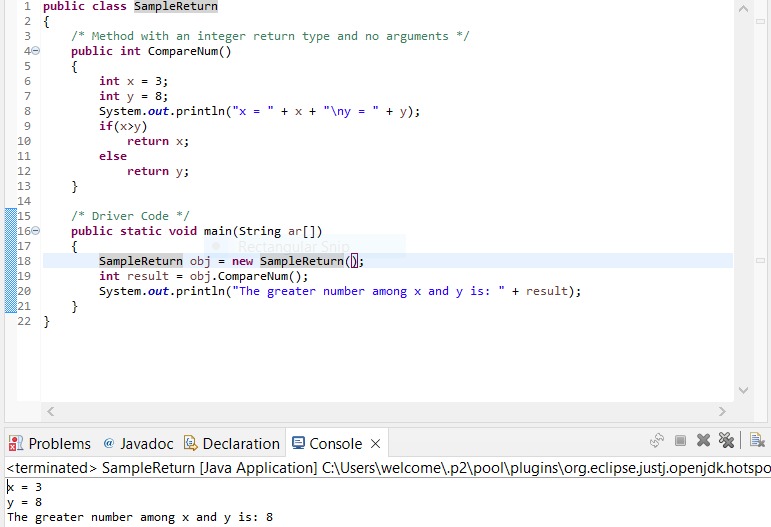 1 public class SampleReturn
2 {
3 /* Method with an integer return type and no arguments */
4 public int CompareNum()
5 {
6 int x = 3;
7 int y = 8;
8 System.out.println("x = " + x + "\ny = " + y);
9 if(x>y)
10 return x;
11 else
12 return y;
13 }
14
15 /* Driver Code */
16 public static void main(String ar[])
17 {
Rectangular Snip
18 SampleReturn obj = new SampleReturn();
19 int result = obj.CompareNum();
20 System.out.println("The greater number among x and y is: " + result);
21 }
22 }
Problems @ Javadoc Declaration Console
<terminated> SampleReturn [Java Application] C:\Users\welcome\.p2\pool\plugins\org.eclipse.justj.openjdk.hotspo
x = 3
y = 8
The greater number among x and y is: 8